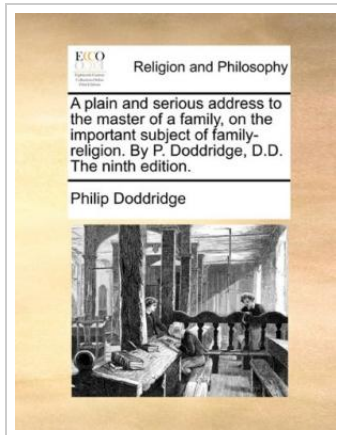 ECCO
Religion and Philosophy
A plain and serious address to
the master of a family, on the
important subject of family-
religion. By P. Doddridge, D.D.
The ninth edition.
Philip Doddridge